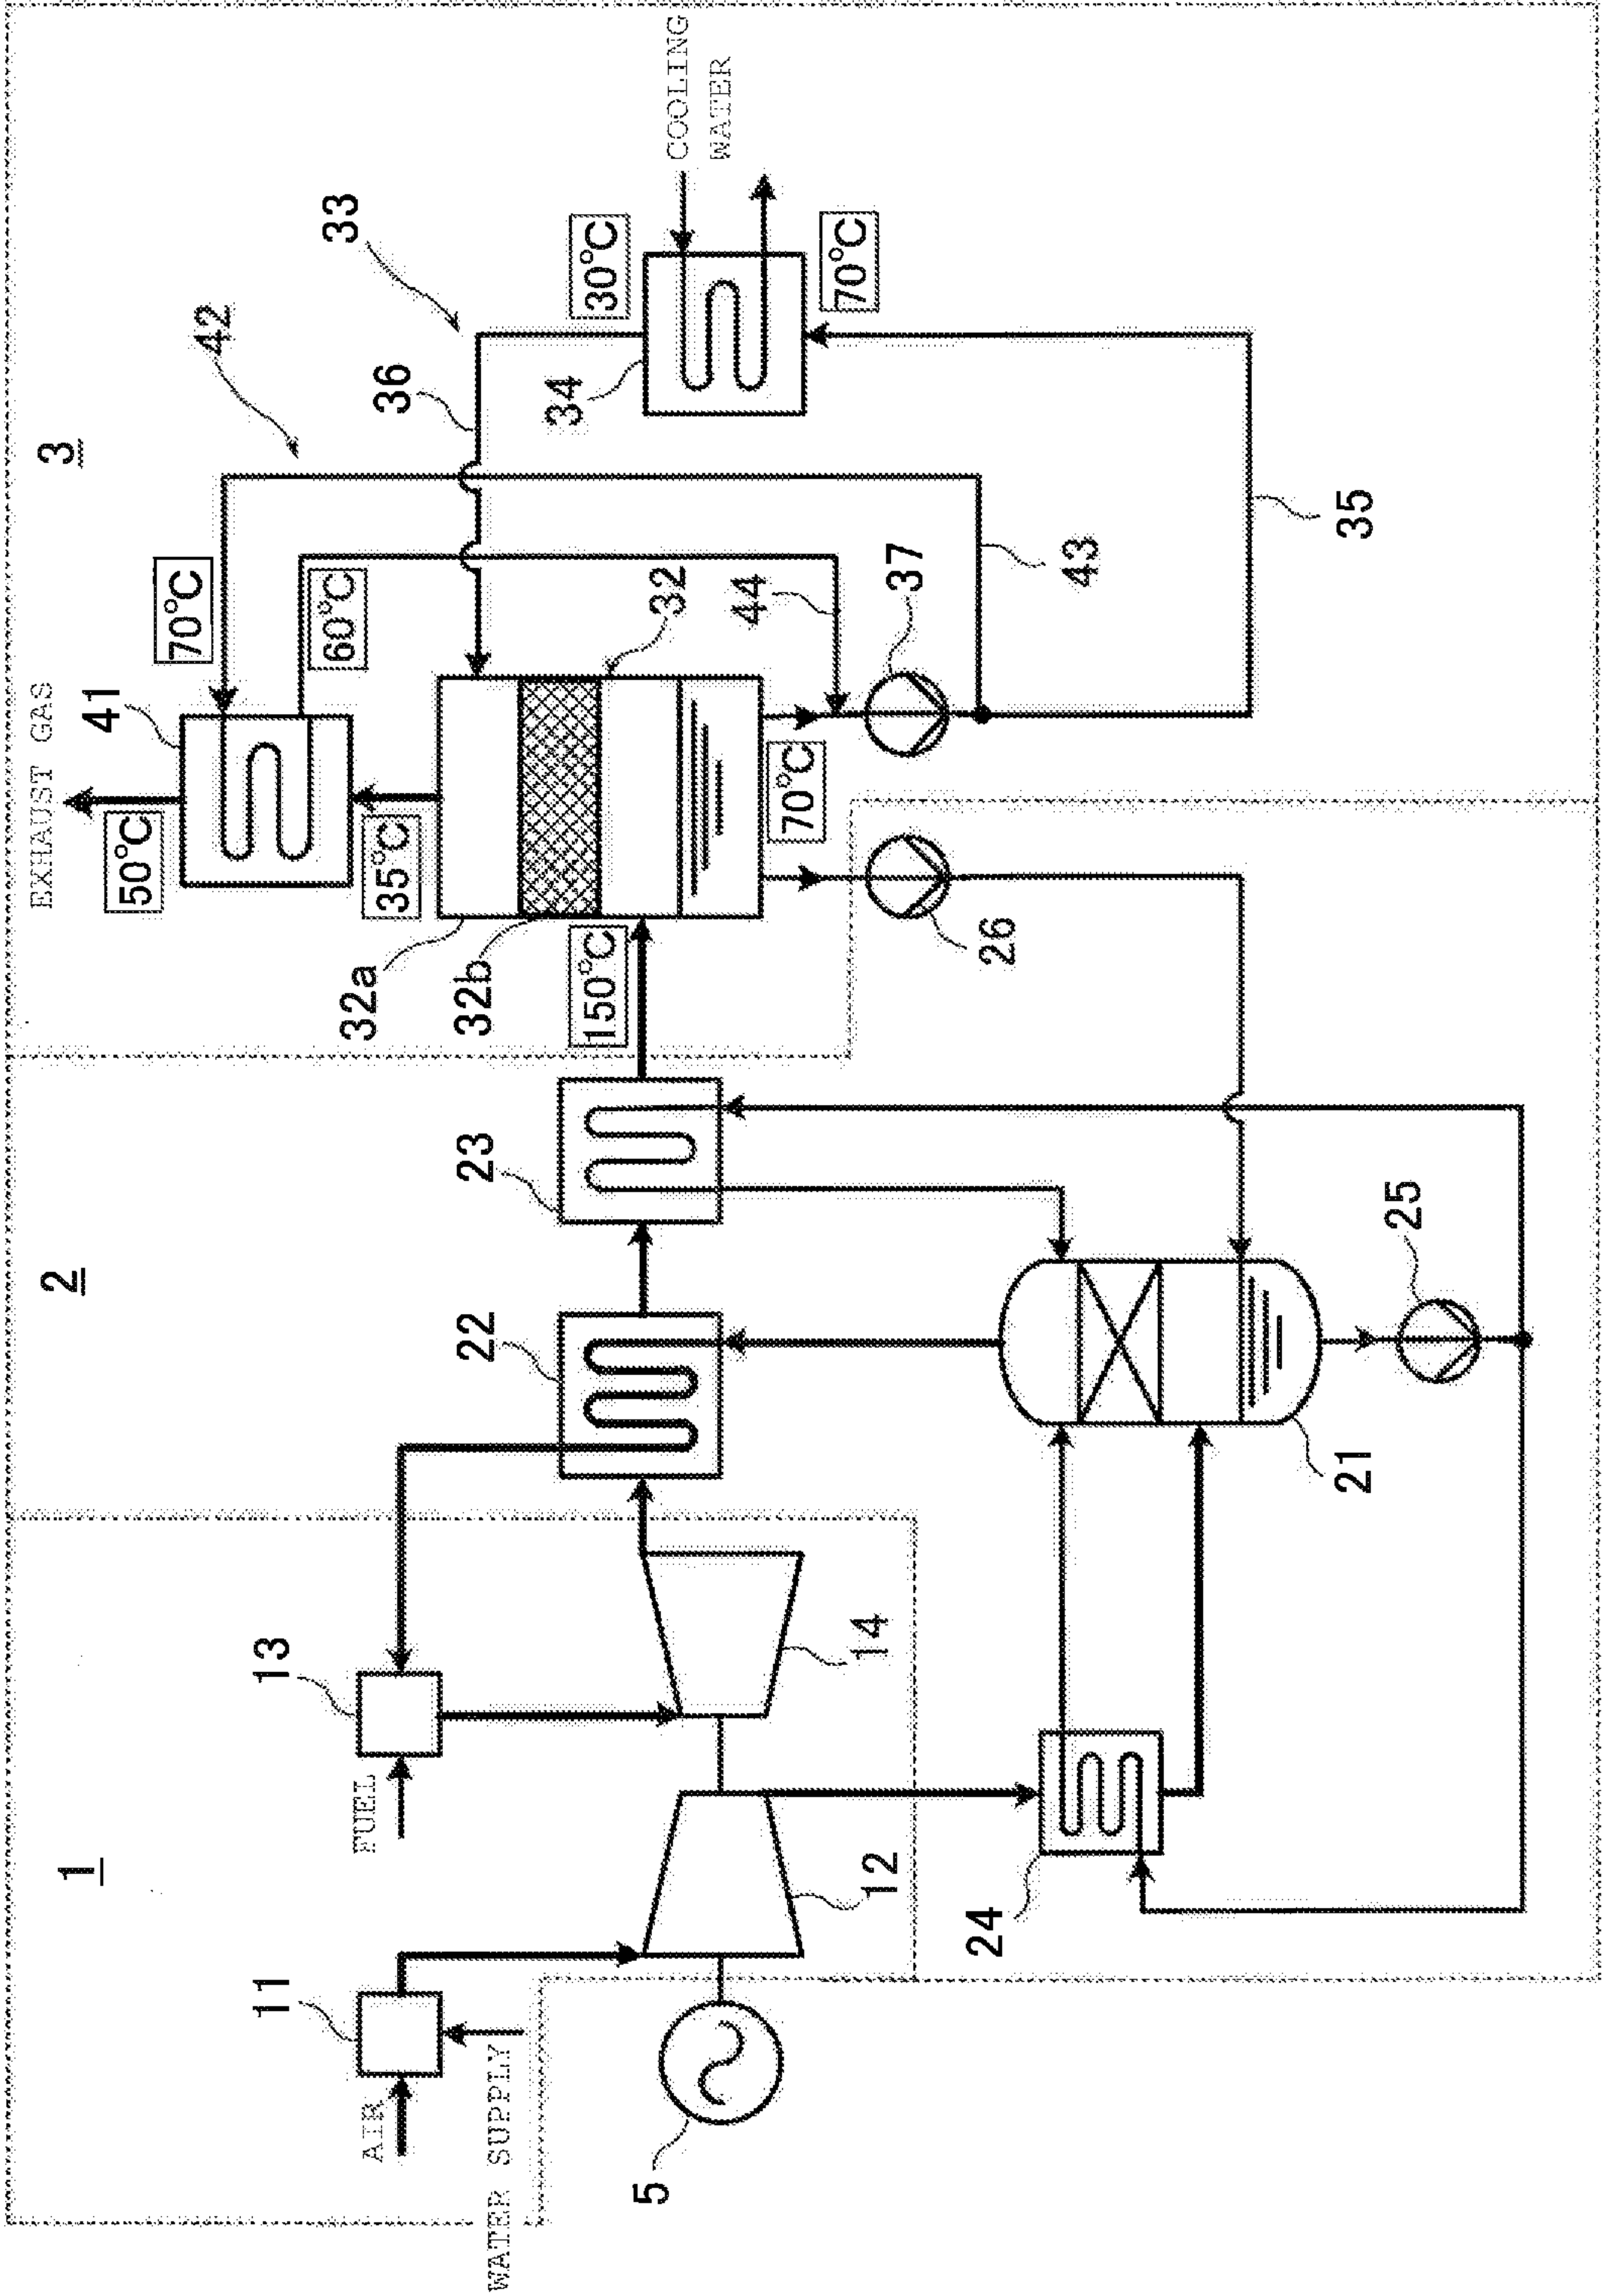 1
2
3
AIR
WATER SUPPLY
11
FUEL
13
5
12
14
24
22
23
21
25
26
EXHAUST GAS
41
50°C
70°C
60°C
42
35°C
32a
32b
150°C
32
36
33
34
30°C
COOLING
WATER
70°C
70°C
44
37
43
35